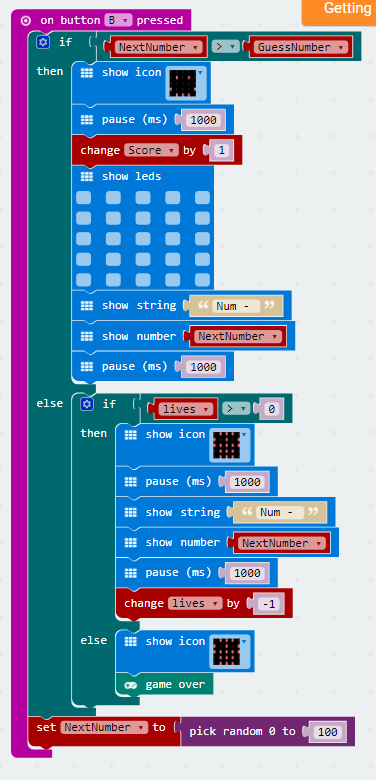 Getting
on button B pressed
if NextNumber > GuessNumber
then show icon
pause (ms) 1000
change Score by 1
show leds
show string “ Num - ”
show number NextNumber
pause (ms) 1000
else if lives > 0
then show icon
pause (ms) 1000
show string “ Num - ”
show number NextNumber
pause (ms) 1000
change lives by -1
else show icon
game over
set NextNumber to pick random 0 to 100